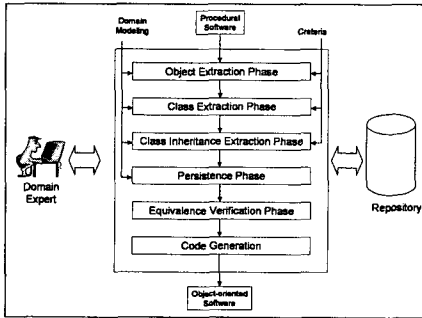 Domain
Modeling
Procedural
Software
Creteria
Object Extraction Phase
Class Extraction Phase
Class Inheritance Extraction Phase
Persistence Phase
Equivalence Verification Phase
Code Generation
Domain
Expert
Repository
Object-oriented
Software